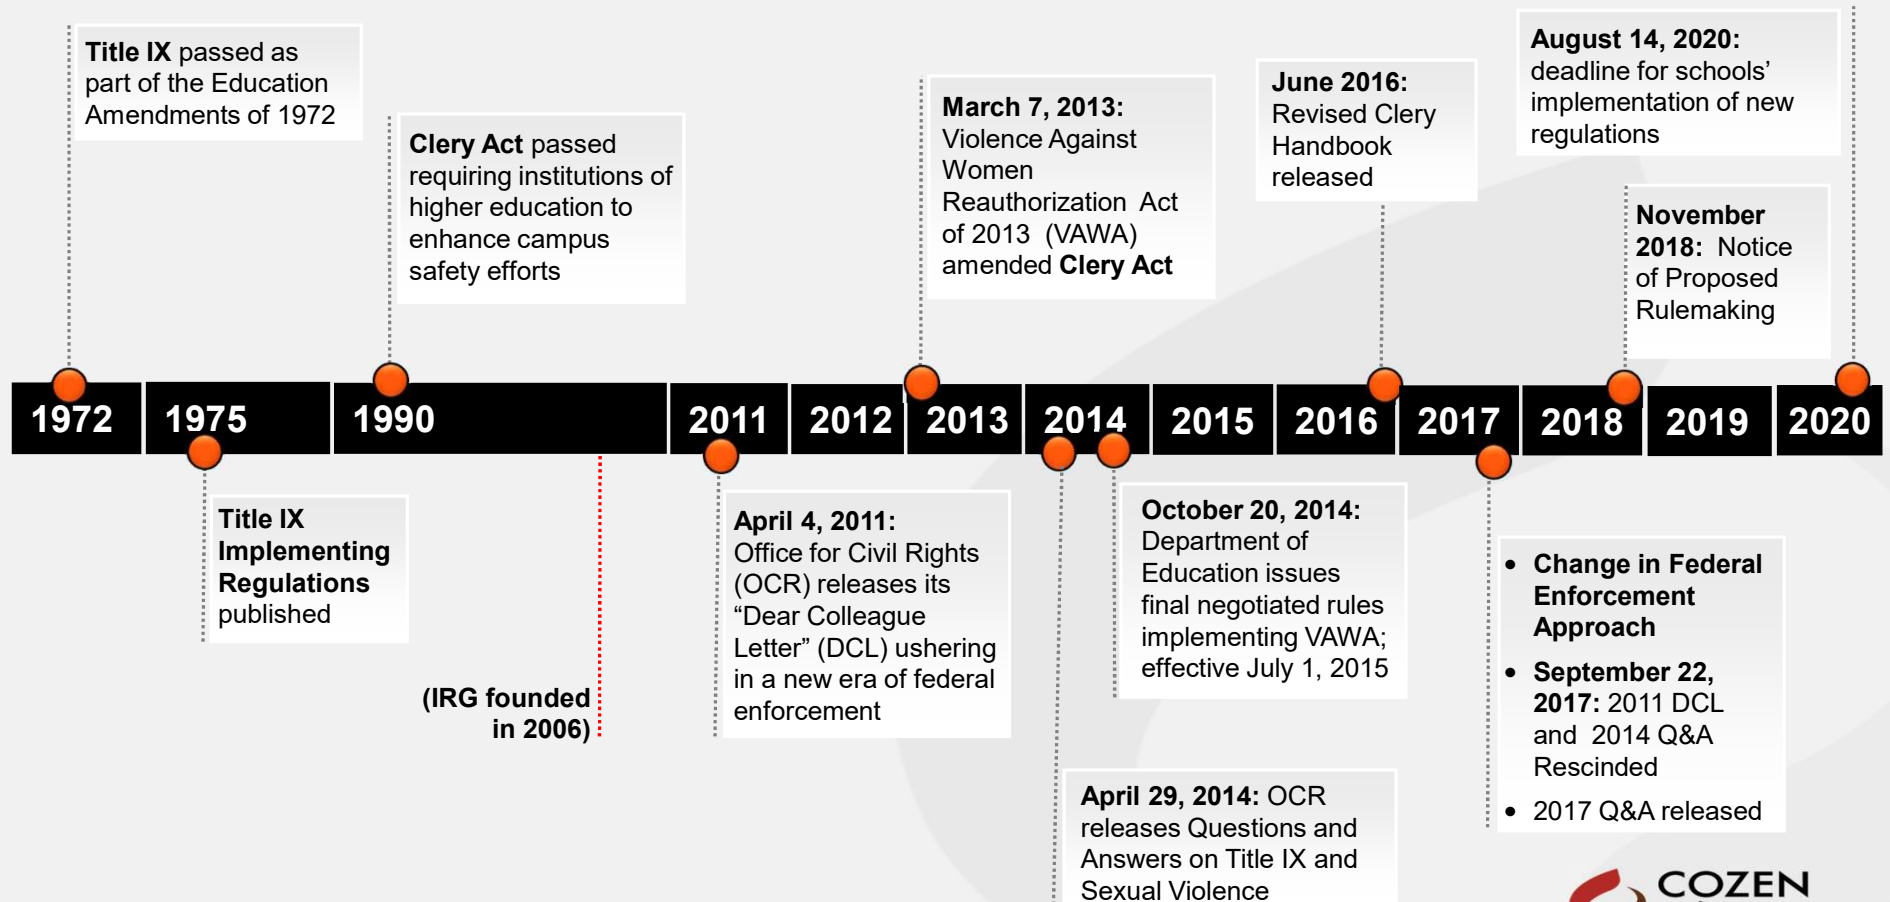 Title IX passed as
part of the Education
Amendments of 1972
Clery Act passed
requiring institutions of
higher education to
enhance campus
safety efforts
March 7, 2013:
Violence Against
Women
Reauthorization Act
of 2013 (VAWA)
amended Clery Act
June 2016:
Revised Clery
Handbook
released
August 14, 2020:
deadline for schools’
implementation of new
regulations
November
2018: Notice
of Proposed
Rulemaking
1972
1975
1990
2011
2012
2013
2014
2015
2016
2017
2018
2019
2020
Title IX
Implementing
Regulations
published
(IRG founded
in 2006)
April 4, 2011:
Office for Civil Rights
(OCR) releases its
“Dear Colleague
Letter” (DCL) ushering
in a new era of federal
enforcement
April 29, 2014: OCR
releases Questions and
Answers on Title IX and
Sexual Violence
October 20, 2014:
Department of
Education issues
final negotiated rules
implementing VAWA;
effective July 1, 2015
• Change in Federal
Enforcement
Approach
• September 22,
2017: 2011 DCL
and 2014 Q&A
Rescinded
• 2017 Q&A released
COZEN